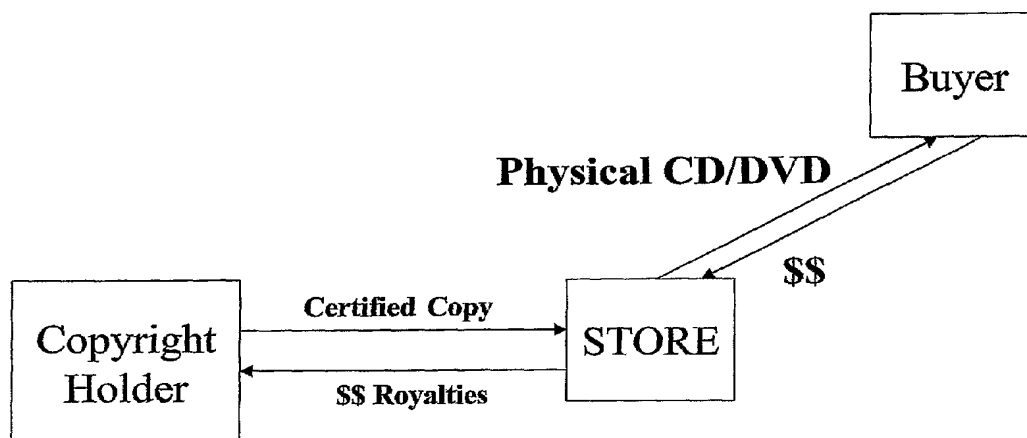 Buyer
Physical CD/DVD
$$
Certified Copy
Copyright
Holder
STORE
$$ Royalties